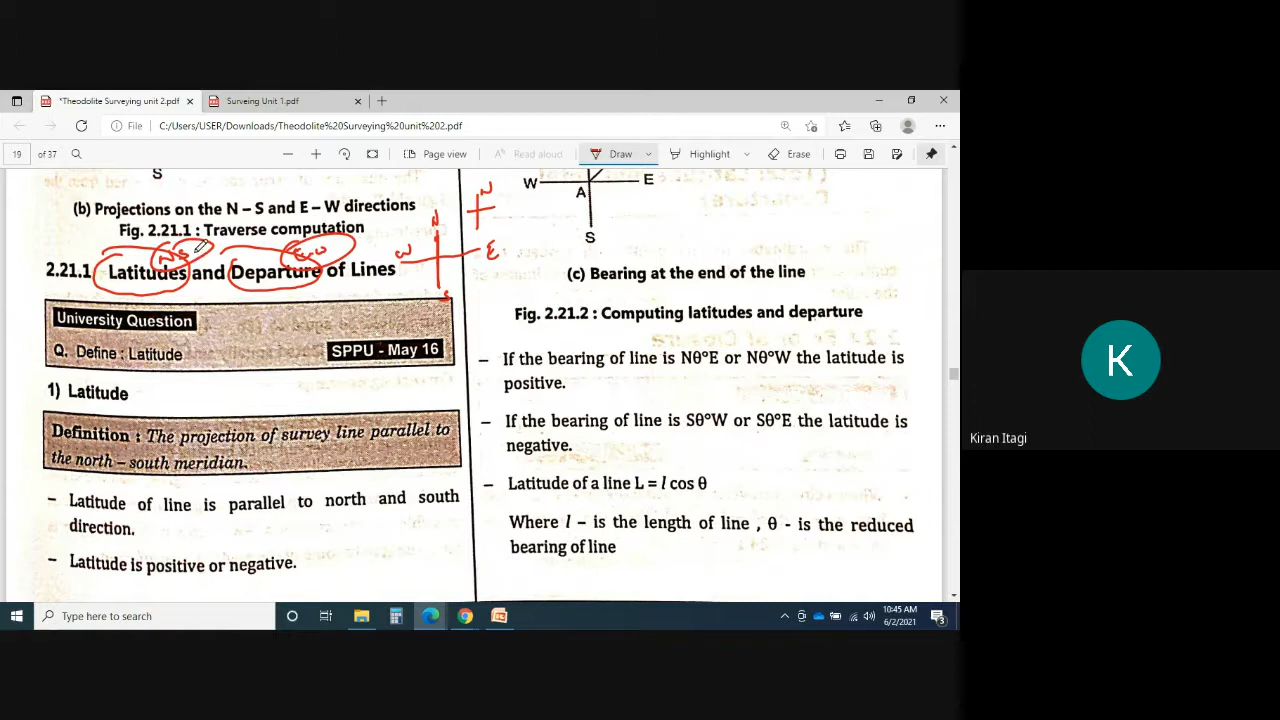 *Theodolite Surveying unit 2.pdf
Surveing Unit 1.pdf
File
C:/Users/USER/Downloads/Theodolite%20Surveying%20unit%202.pdf
19 of 37
Page view
Read aloud
Draw
Highlight
Erase
S
(b) Projections on the N – S and E – W directions
Fig. 2.21.1 : Traverse computation
N
N
W
E
S
N-S
E-W
2.21.1 Latitudes and Departure of Lines
University Question
Q. Define : Latitude
SPPU - May 16
1) Latitude
Definition : The projection of survey line parallel to
the north – south meridian.
– Latitude of line is parallel to north and south
direction.
– Latitude is positive or negative.
W
A
E
S
(c) Bearing at the end of the line
Fig. 2.21.2 : Computing latitudes and departure
– If the bearing of line is Nθ°E or Nθ°W the latitude is
positive.
– If the bearing of line is Sθ°W or Sθ°E the latitude is
negative.
– Latitude of a line L = l cos θ
Where l – is the length of line , θ - is the reduced
bearing of line
K
Kiran Itagi
Type here to search
10:45 AM
6/2/2021
3